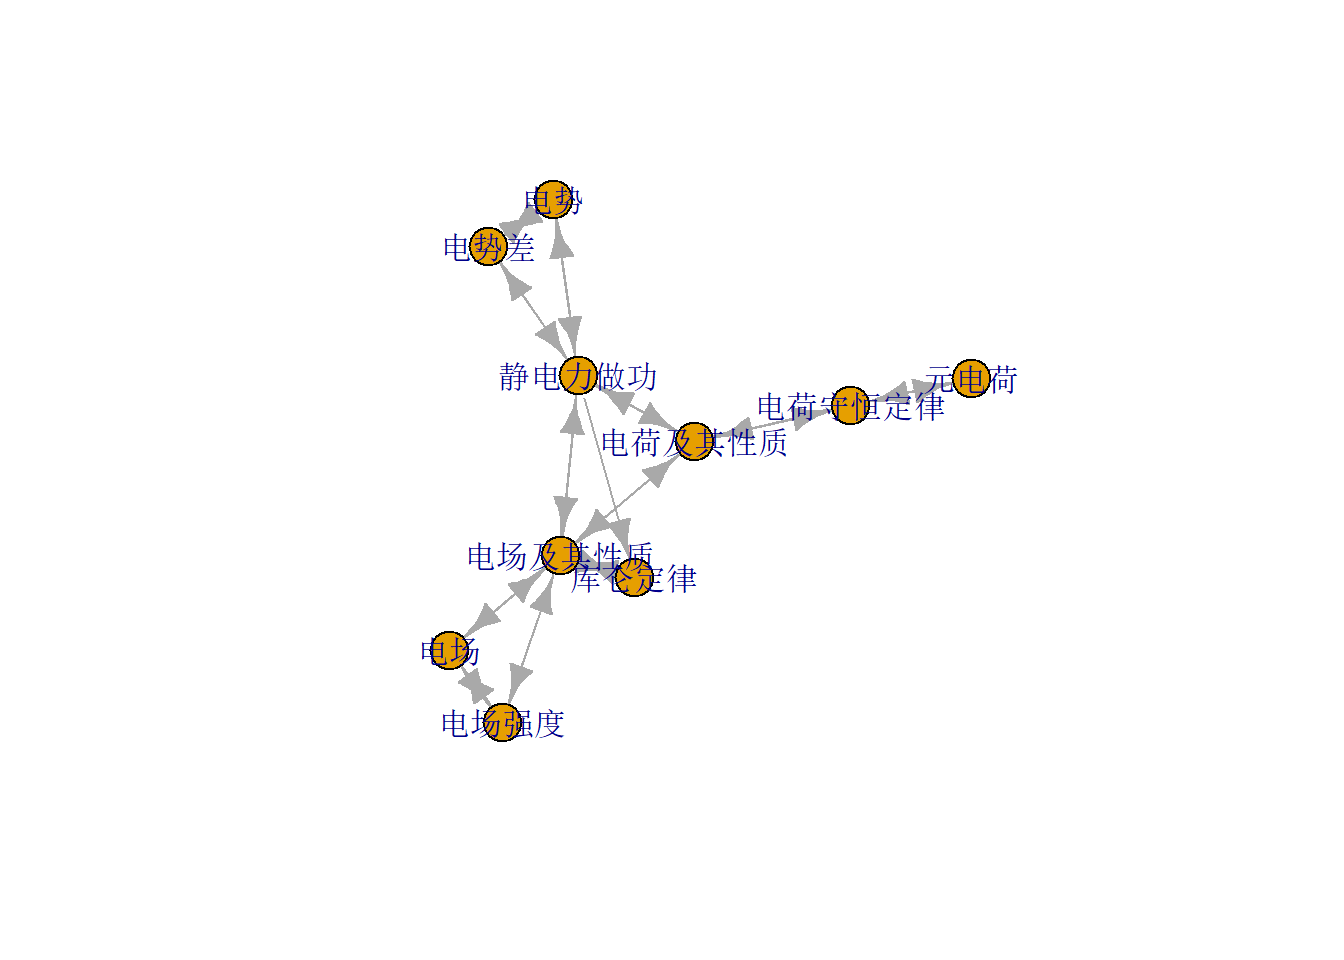 电势
电势差
静电力做功
元电荷
电荷守恒定律
电荷及其性质
电场及其性质
库仑定律
电场
电场强度